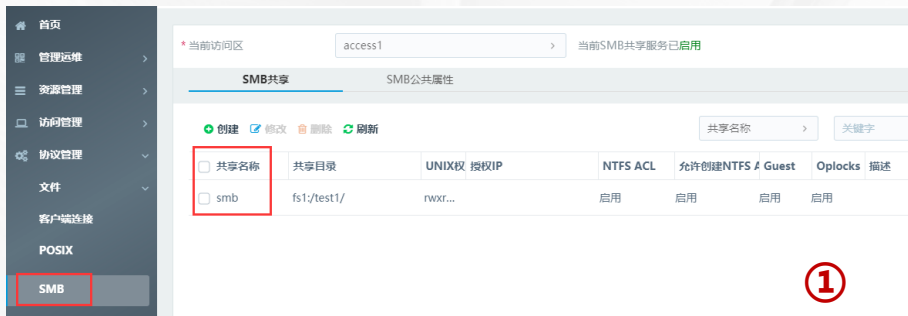 首页
管理运维
资源管理
访问管理
协议管理
文件
客户端连接
POSIX
SMB
* 当前访问区 access1 当前SMB共享服务已启用
SMB共享 SMB公共属性
创建 修改 删除 刷新 共享名称 关键字
共享名称 共享目录 UNIX权 授权IP NTFS ACL 允许创建NTFS A Guest Oplocks 描述
smb fs1:/test1/ rwxr... 启用 启用 启用 启用
①